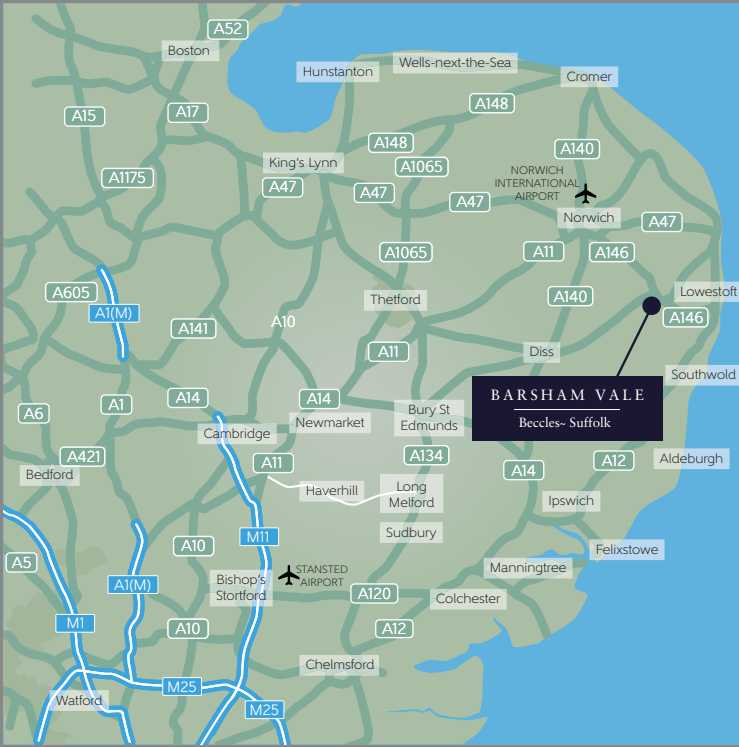 A52
Boston
Wells-next-the-Sea
Hunstanton
Cromer
A148
A15
A17
A148
A140
King's Lynn
A1065
A1175
A47
A47
NORWICH
INTERNATIONAL
AIRPORT
A47
Norwich
A47
A1065
A11
A146
A605
A140
Lowestoft
Thetford
A1(M)
A10
A146
A141
A11
Diss
Southwold
A14
A14
BARSHAM VALE
Beccles~ Suffolk
A1
A6
Bury St
Edmunds
Newmarket
Cambridge
A421
A134
A11
A12
Aldeburgh
A14
Bedford
Haverhill
Long
Melford
Ipswich
Sudbury
M11
A10
Felixstowe
A5
Manningtree
STANSTED
AIRPORT
A1(M)
Bishop's
Stortford
A120
Colchester
M1
A10
A12
Chelmsford
M25
Watford
M25